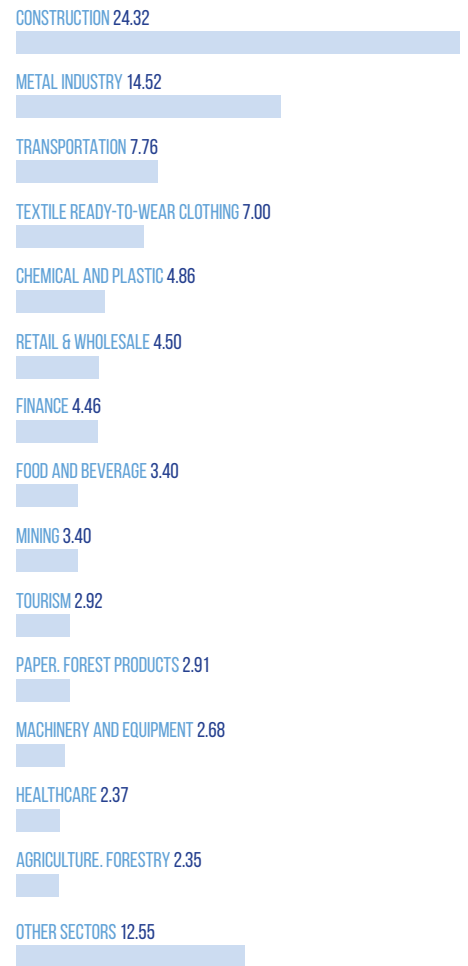 CONSTRUCTION 24.32
METAL INDUSTRY 14.52
TRANSPORTATION 7.76
TEXTILE READY-TO-WEAR CLOTHING 7.00
CHEMICAL AND PLASTIC 4.86
RETAIL & WHOLESALE 4.50
FINANCE 4.46
FOOD AND BEVERAGE 3.40
MINING 3.40
TOURISM 2.92
PAPER. FOREST PRODUCTS 2.91
MACHINERY AND EQUIPMENT 2.68
HEALTHCARE 2.37
AGRICULTURE. FORESTRY 2.35
OTHER SECTORS 12.55